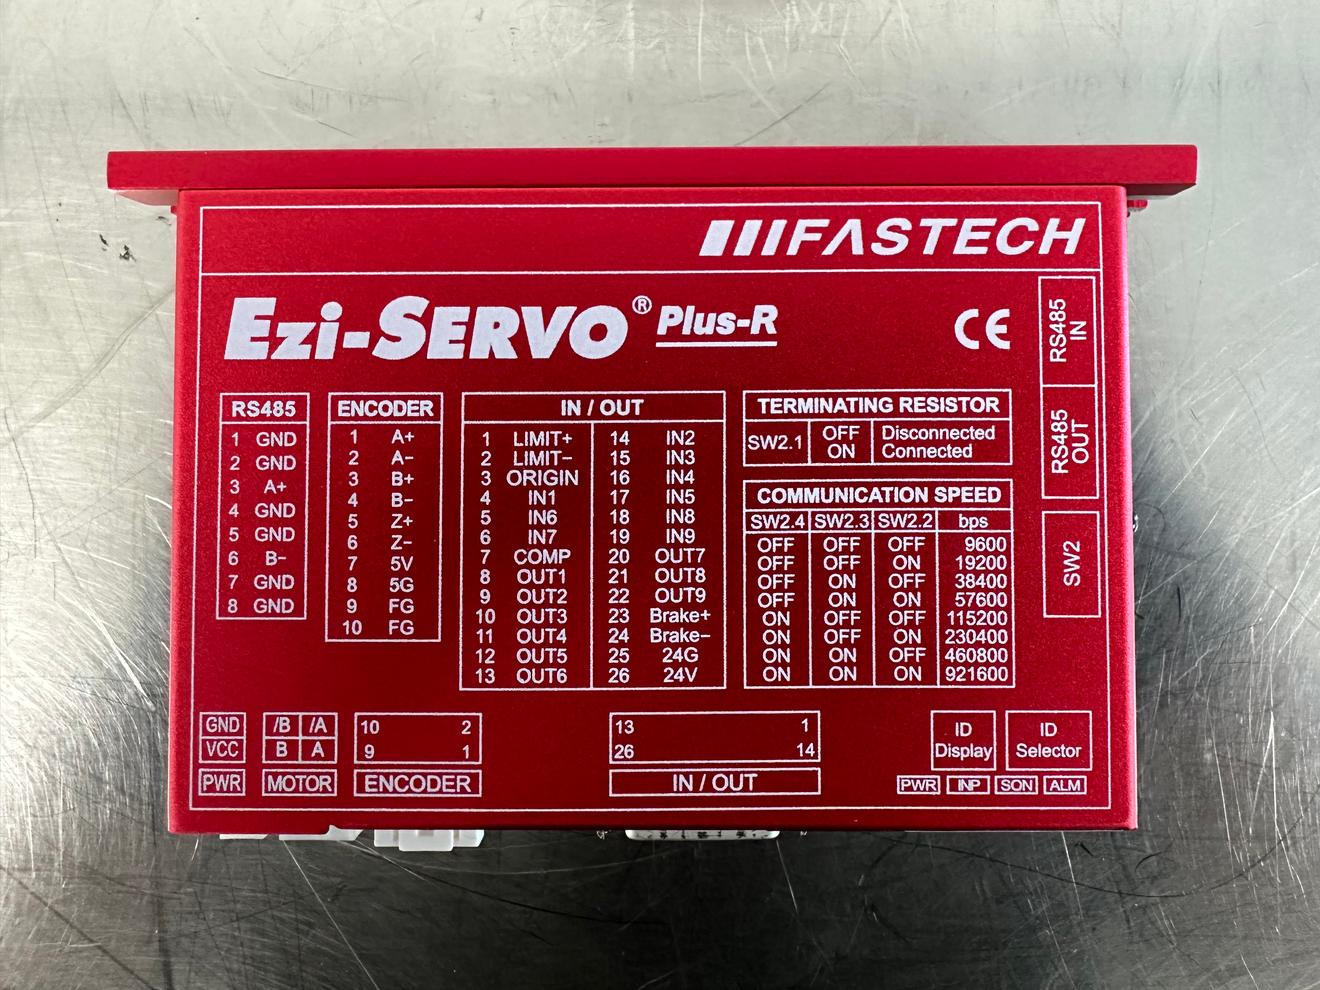 FASTECH
Ezi-SERVO® Plus-R
CE
RS485 IN
RS485 OUT
SW2
RS485
1 GND
2 GND
3 A+
4 GND
5 GND
6 B-
7 GND
8 GND
ENCODER
1 A+
2 A-
3 B+
4 B-
5 Z+
6 Z-
7 5V
8 5G
9 FG
10 FG
IN / OUT
1 LIMIT+ 14 IN2
2 LIMIT- 15 IN3
3 ORIGIN 16 IN4
4 IN1 17 IN5
5 IN6 18 IN8
6 IN7 19 IN9
7 COMP 20 OUT7
8 OUT1 21 OUT8
9 OUT2 22 OUT9
10 OUT3 23 Brake+
11 OUT4 24 Brake-
12 OUT5 25 24G
13 OUT6 26 24V
TERMINATING RESISTOR
SW2.1 OFF Disconnected
ON Connected
COMMUNICATION SPEED
SW2.4 SW2.3 SW2.2 bps
OFF OFF OFF 9600
OFF OFF ON 19200
OFF ON OFF 38400
OFF ON ON 57600
ON OFF OFF 115200
ON OFF ON 230400
ON ON OFF 460800
ON ON ON 921600
GND /B /A 10 2 13 1
VCC B A 9 1 26 14
PWR MOTOR ENCODER IN / OUT
ID Display
ID Selector
PWR INP SON ALM